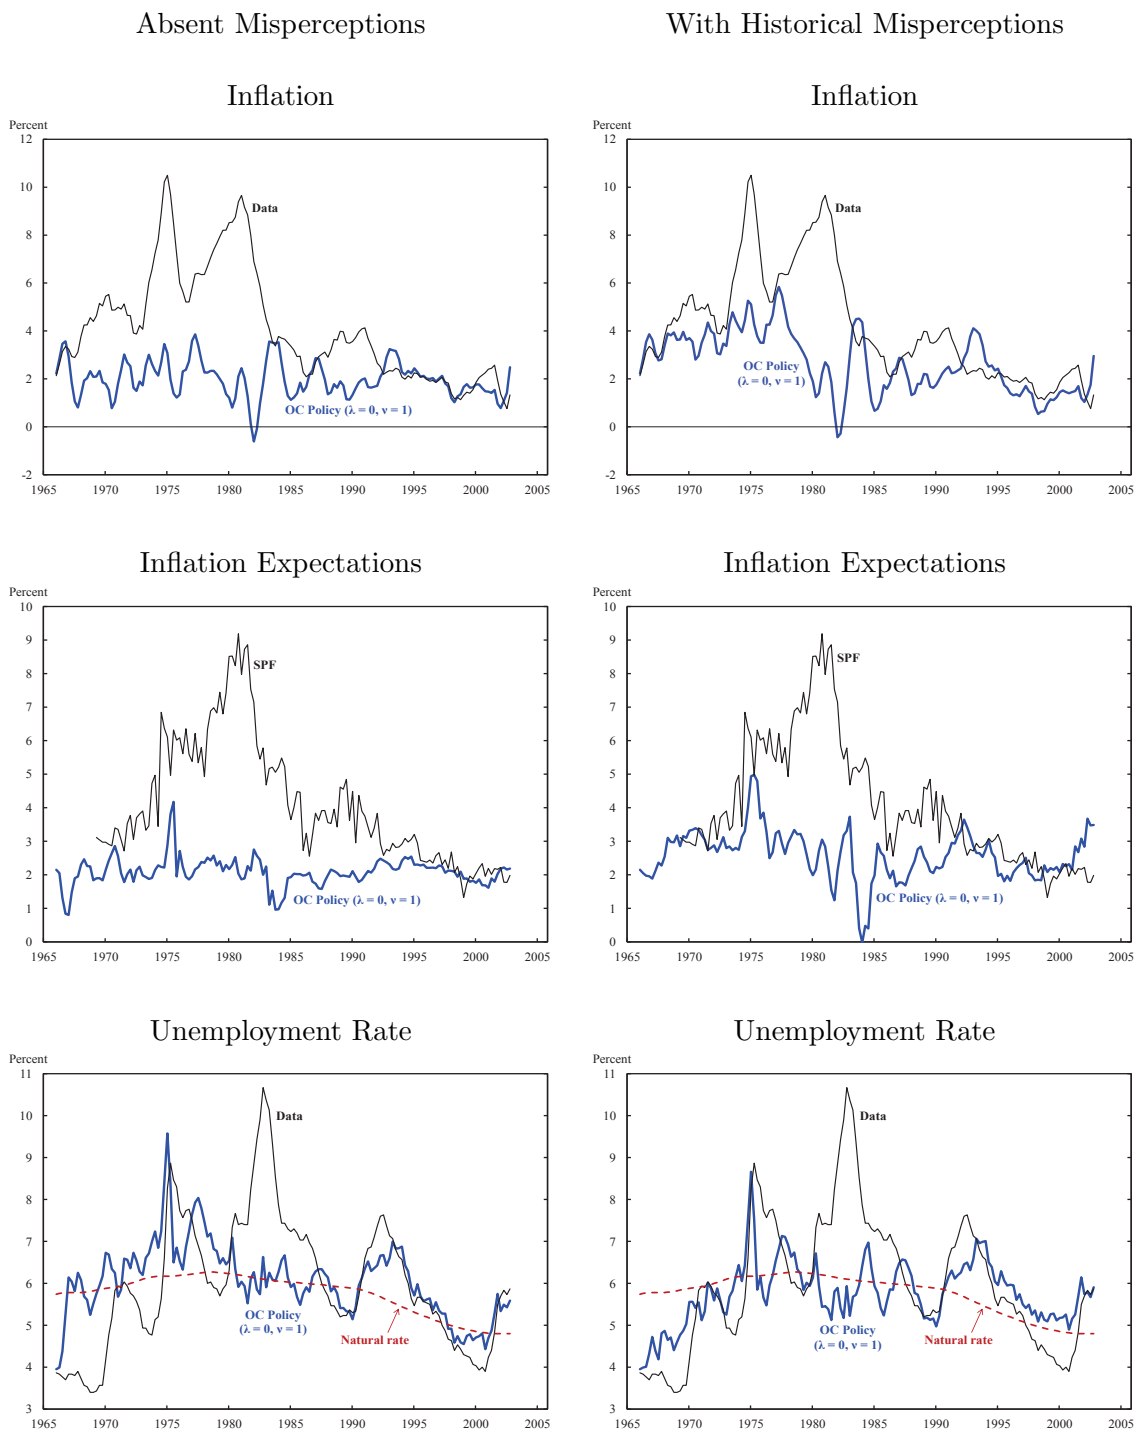 Absent Misperceptions
With Historical Misperceptions
Inflation
Inflation
Percent
12
10
8
6
4
2
0
-2
Data
OC Policy (λ = 0, ν = 1)
1965 1970 1975 1980 1985 1990 1995 2000 2005
Percent
12
10
8
6
4
2
0
-2
Data
OC Policy
(λ = 0, ν = 1)
1965 1970 1975 1980 1985 1990 1995 2000 2005
Inflation Expectations
Inflation Expectations
Percent
10
9
8
7
6
5
4
3
2
1
0
SPF
OC Policy (λ = 0, ν = 1)
1965 1970 1975 1980 1985 1990 1995 2000 2005
Percent
10
9
8
7
6
5
4
3
2
1
0
SPF
OC Policy (λ = 0, ν = 1)
1965 1970 1975 1980 1985 1990 1995 2000 2005
Unemployment Rate
Unemployment Rate
Percent
11
10
9
8
7
6
5
4
3
Data
OC Policy
(λ = 0, ν = 1)
Natural rate
1965 1970 1975 1980 1985 1990 1995 2000 2005
Percent
11
10
9
8
7
6
5
4
3
Data
OC Policy
(λ = 0, ν = 1)
Natural rate
1965 1970 1975 1980 1985 1990 1995 2000 2005